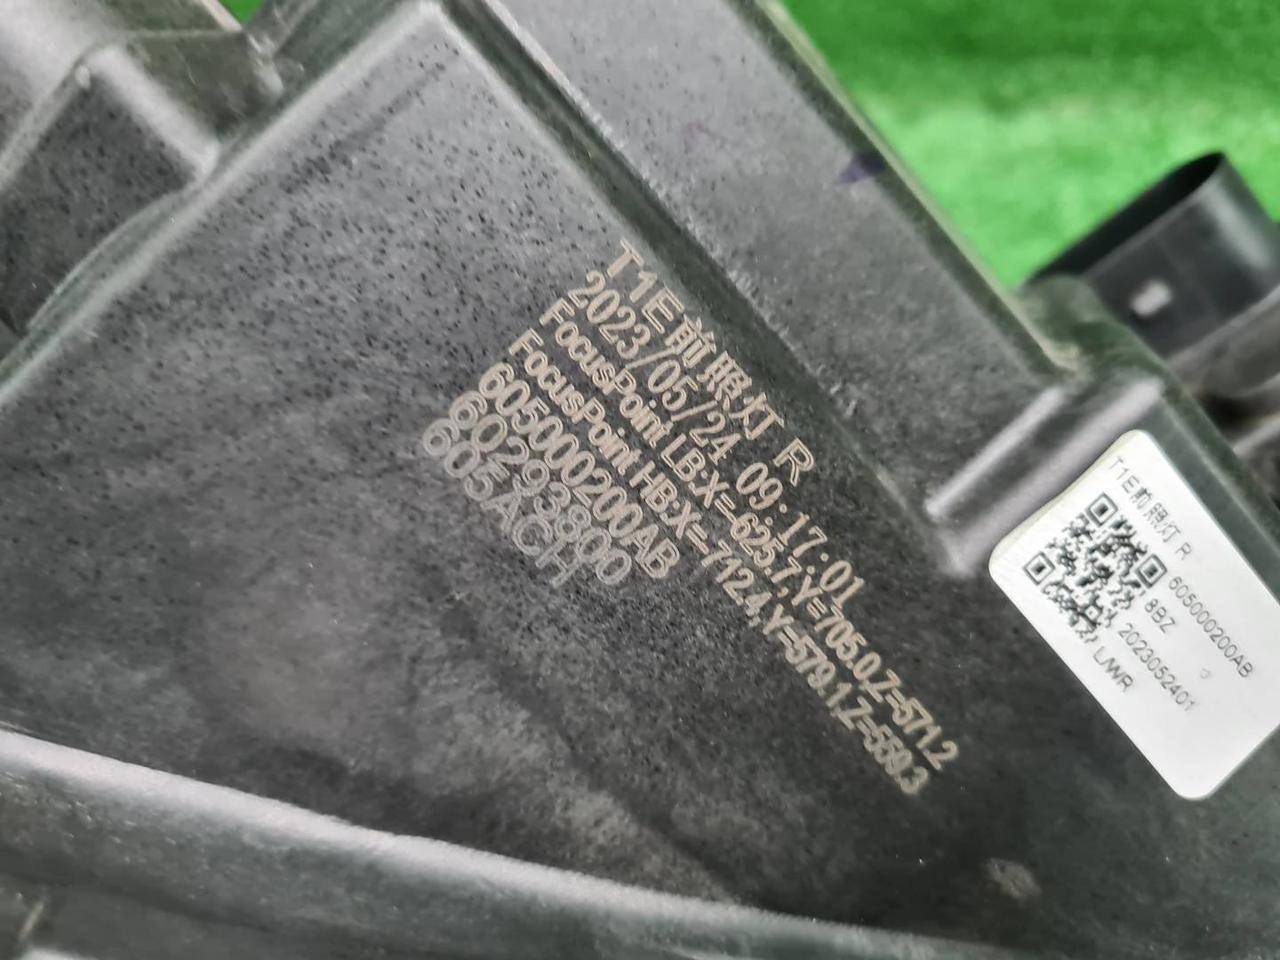 T1E前照灯 R
2023/05/24 09:17:01
FocusPoint LB:X=-625.7,Y=705.0,Z=571.2
FocusPoint HB:X=-712.4,Y=579.1,Z=559.3
605000200AB
60293800
605ACH
T1E前照灯 R
605000200AB
8BZ
2023052401
L/WR